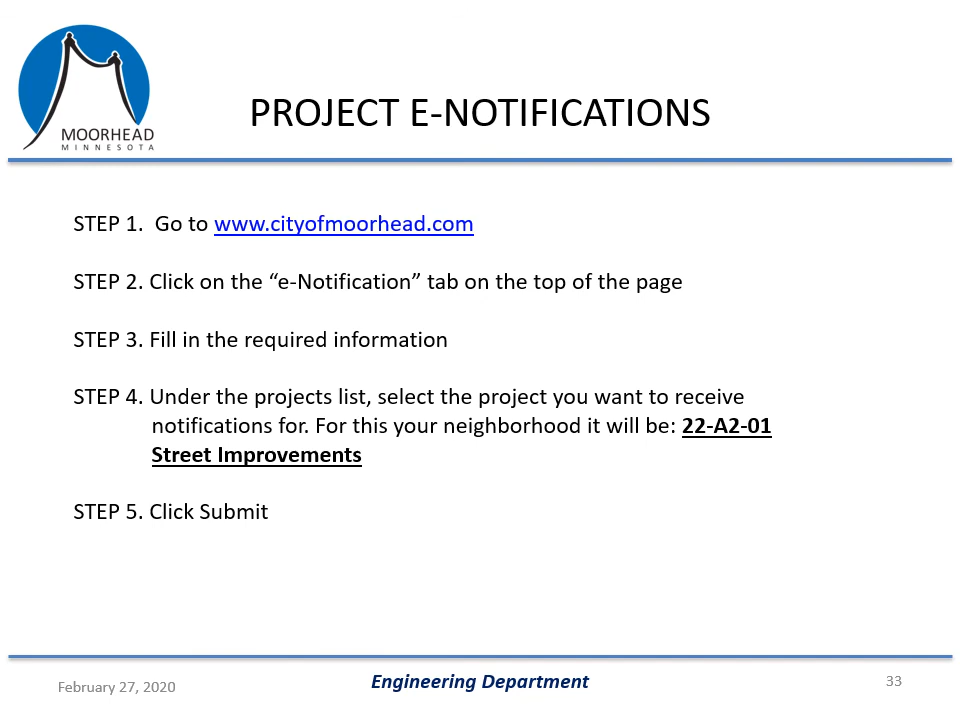 MOORHEAD
MINNESOTA
PROJECT E-NOTIFICATIONS
STEP 1.  Go to www.cityofmoorhead.com
STEP 2. Click on the “e-Notification” tab on the top of the page
STEP 3. Fill in the required information
STEP 4. Under the projects list, select the project you want to receive
notifications for. For this your neighborhood it will be: 22-A2-01
Street Improvements
STEP 5. Click Submit
February 27, 2020
Engineering Department
33